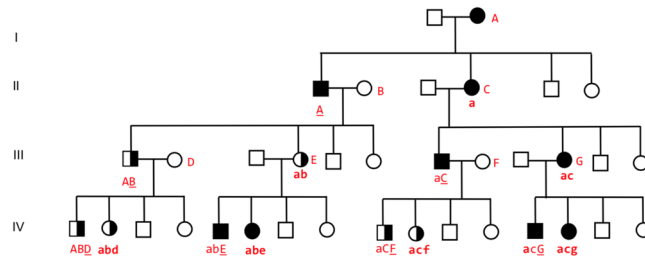 I
A
II
B
C
A
a
III
D
E
F
G
AB
ab
aC
ac
IV
ABD abd
abE abe
aCF acf
acG acg